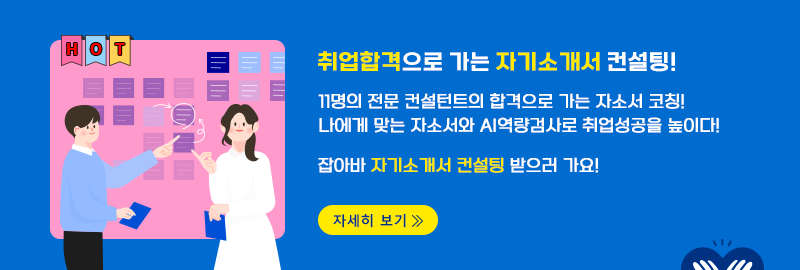 HOT
취업합격으로 가는 자기소개서 컨설팅!
11명의 전문 컨설턴트의 합격으로 가는 자소서 코칭!
나에게 맞는 자소서와 AI역량검사로 취업성공을 높이다!
잡아바 자기소개서 컨설팅 받으러 가요!
자세히 보기